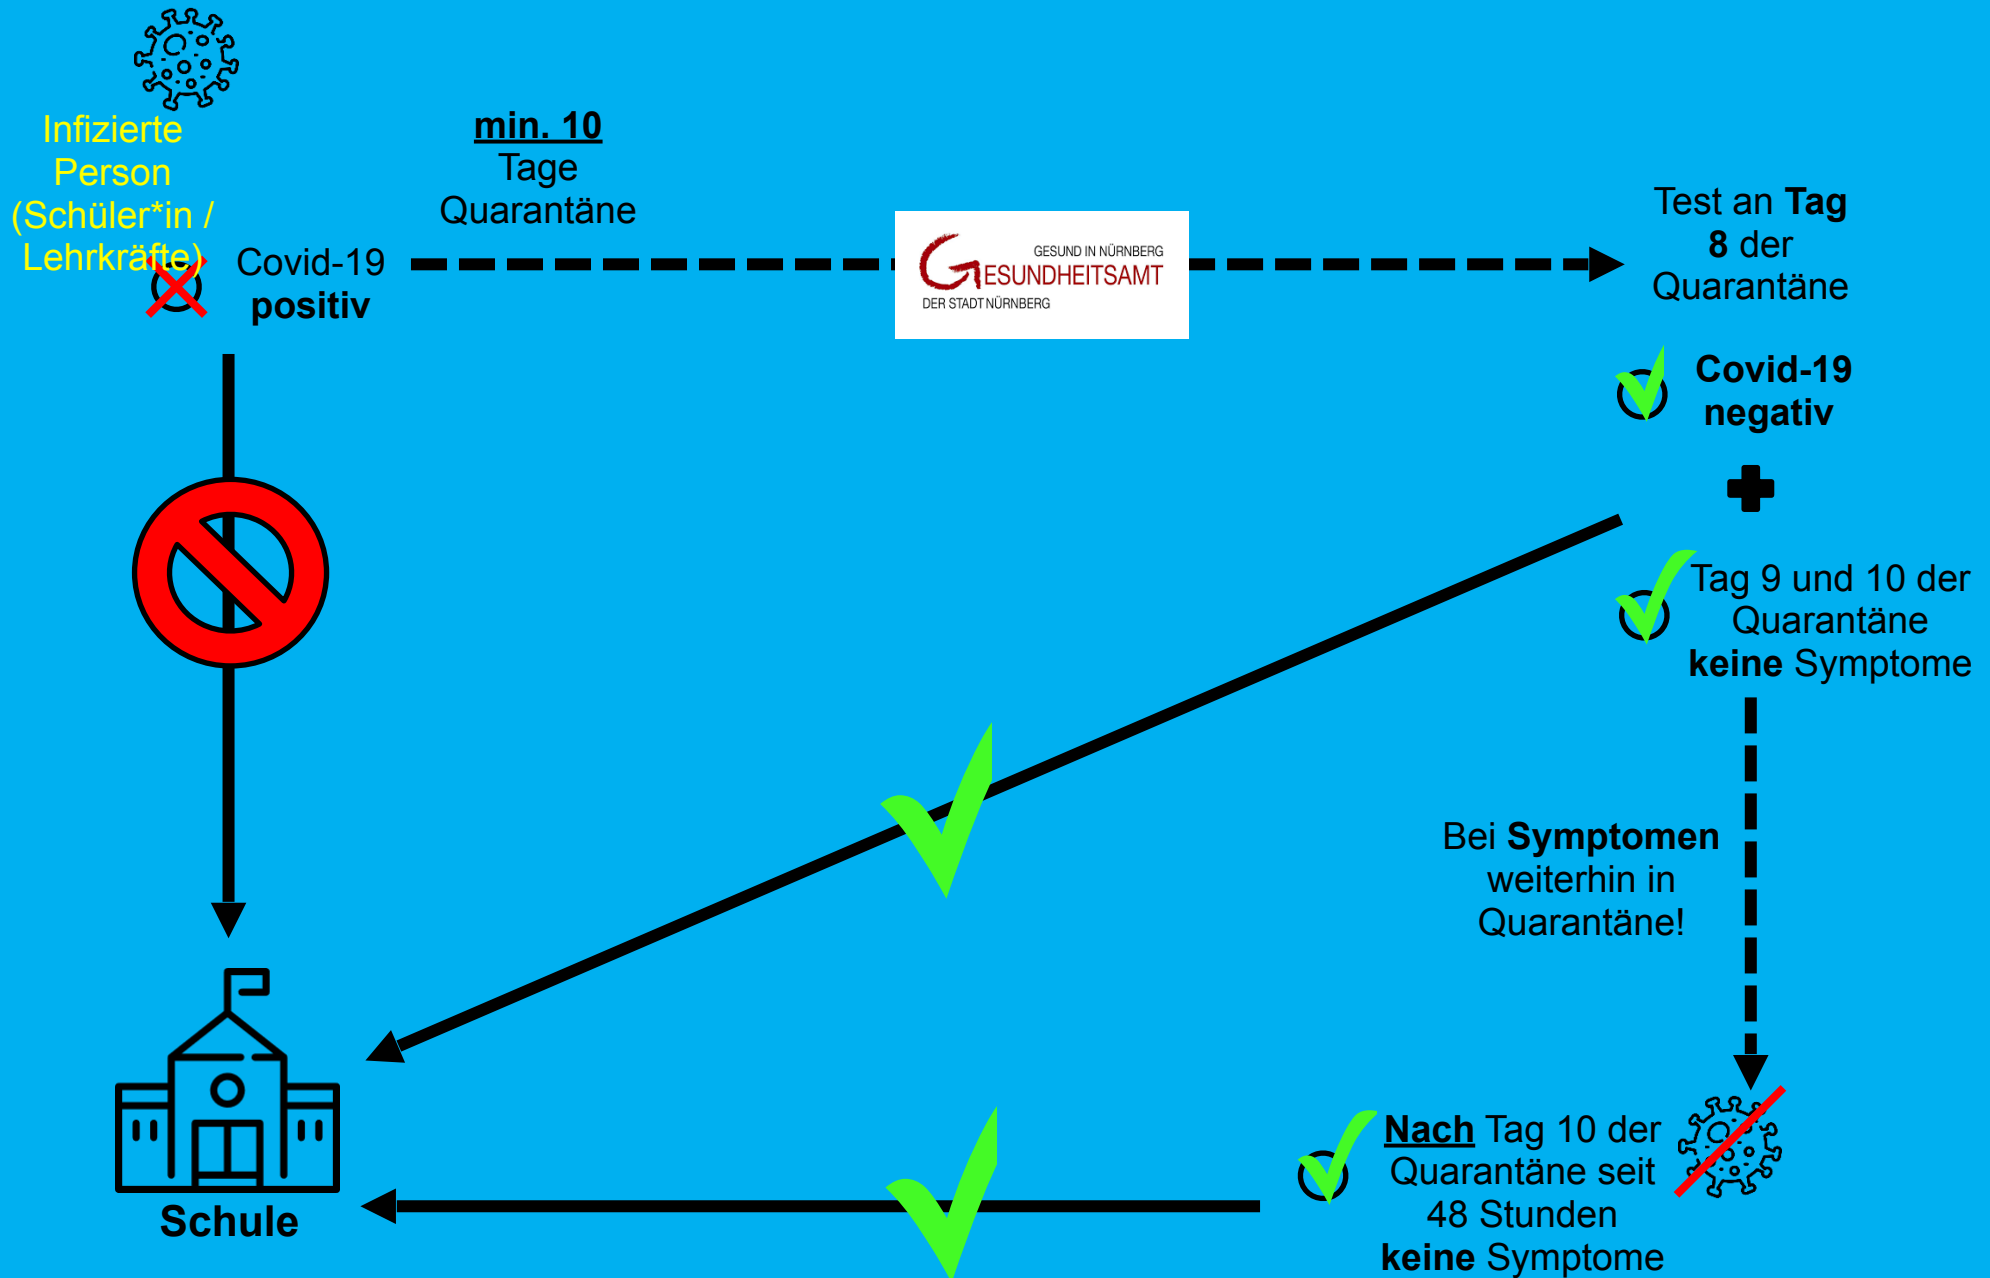 Infizierte
Person
(Schüler*in /
Lehrkräfte)
Covid-19
positiv
min. 10
Tage
Quarantäne
GESUND IN NÜRNBERG
GESUNDHEITSAMT
DER STADT NÜRNBERG
Test an Tag
8 der
Quarantäne
Covid-19
negativ
Tag 9 und 10 der
Quarantäne
keine Symptome
Bei Symptomen
weiterhin in
Quarantäne!
Nach Tag 10 der
Quarantäne seit
48 Stunden
keine Symptome
Schule